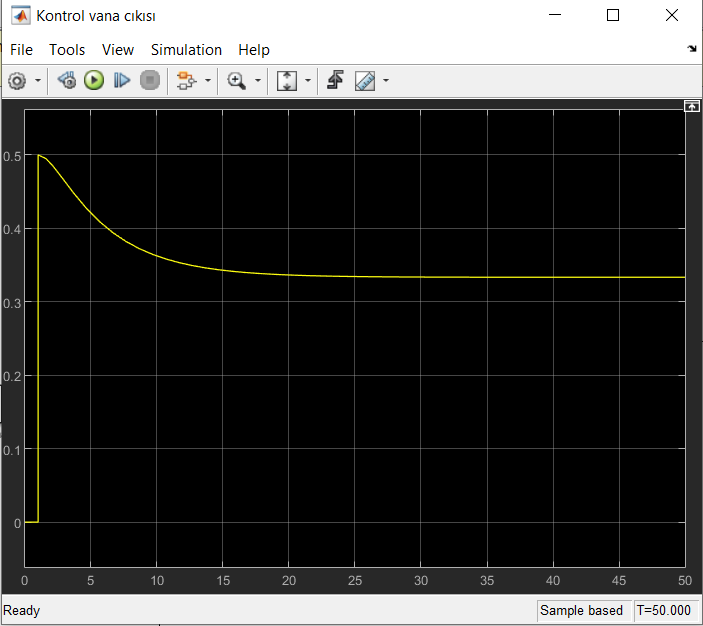 Kontrol vana cıkısı
File Tools View Simulation Help
0.5
0.4
0.3
0.2
0.1
0
0 5 10 15 20 25 30 35 40 45 50
Ready Sample based T=50.000